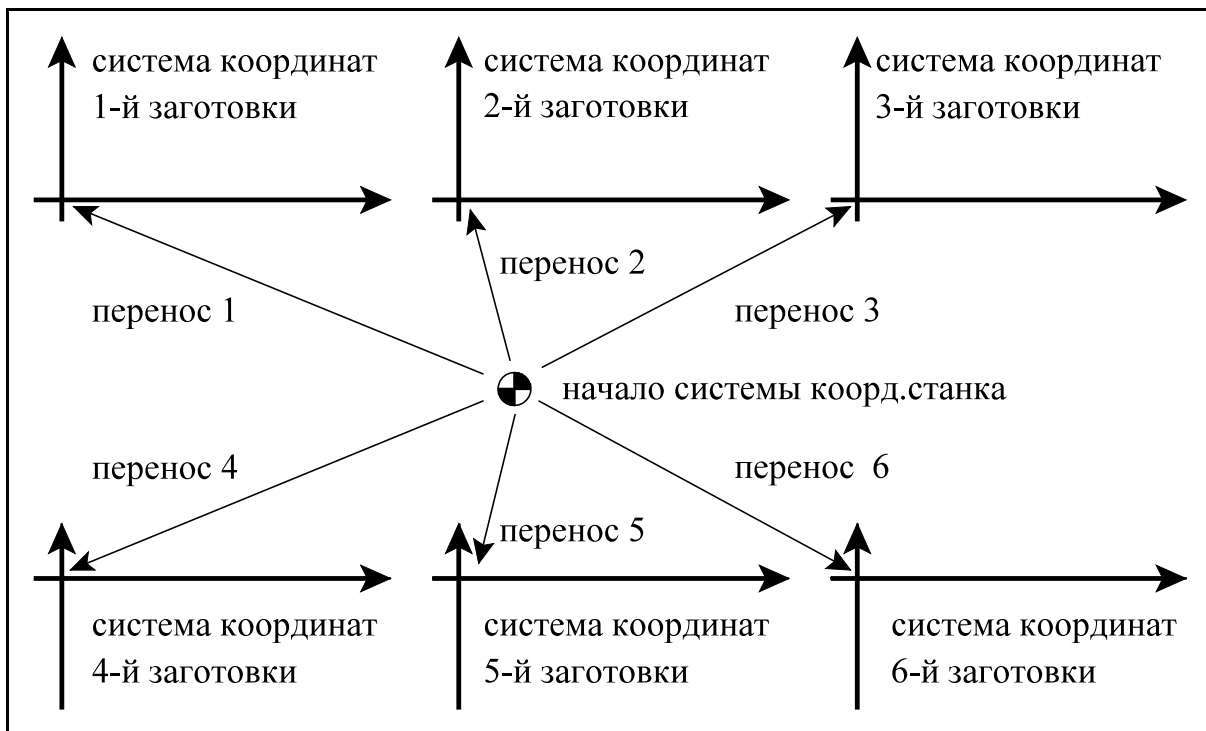 система координат
1-й заготовки
система координат
2-й заготовки
система координат
3-й заготовки
перенос 1
перенос 2
перенос 3
начало системы коорд.станка
перенос 4
перенос 5
перенос 6
система координат
4-й заготовки
система координат
5-й заготовки
система координат
6-й заготовки